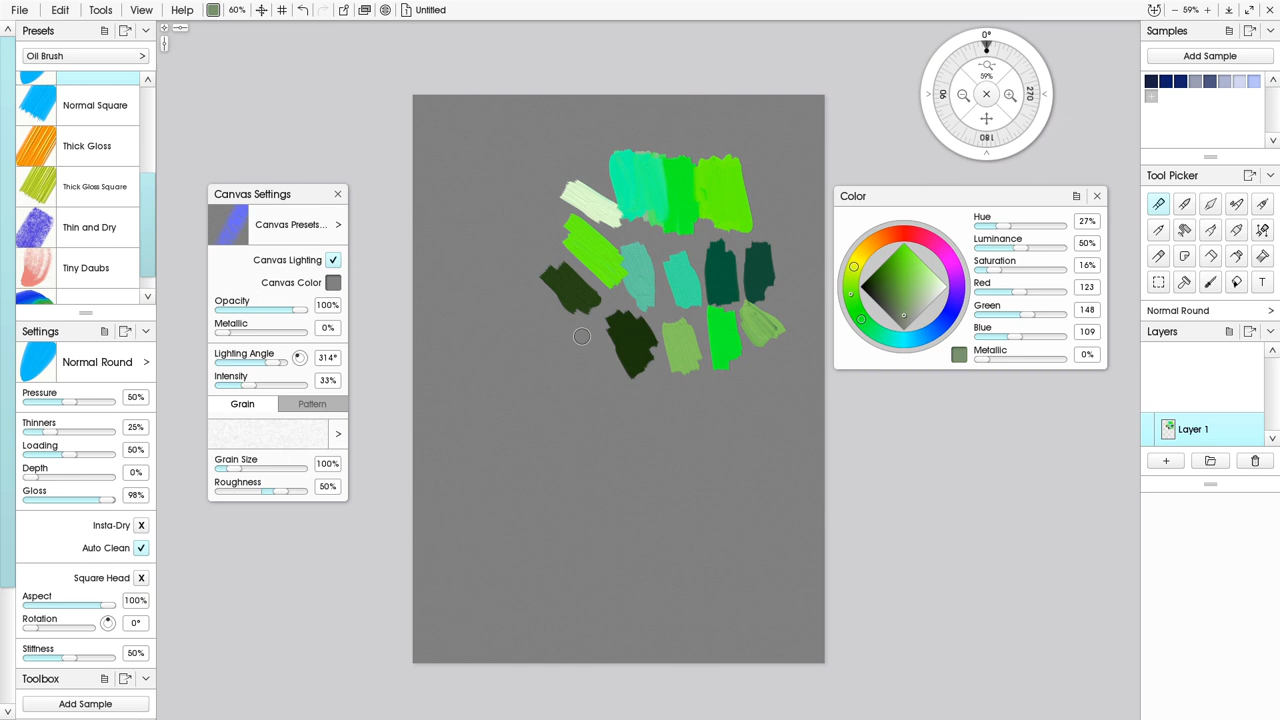 File Edit Tools View Help 60% Untitled 59%
Presets
Oil Brush >
Normal Square
Thick Gloss
Thick Gloss Square
Thin and Dry
Tiny Daubs
Settings
Normal Round >
Pressure 50%
Thinners 25%
Loading 50%
Depth 0%
Gloss 98%
Insta-Dry X
Auto Clean ✓
Square Head X
Aspect 100%
Rotation 0°
Stiffness 50%
Toolbox
Add Sample
Canvas Settings
Canvas Presets... >
Canvas Lighting ✓
Canvas Color
Opacity 100%
Metallic 0%
Lighting Angle 314°
Intensity 33%
Grain Pattern
Grain Size 100%
Roughness 50%
0°
59%
90
270
180
Color
Hue 27%
Luminance 50%
Saturation 16%
Red 123
Green 148
Blue 109
Metallic 0%
Samples
Add Sample
Tool Picker
Normal Round >
Layers
Layer 1